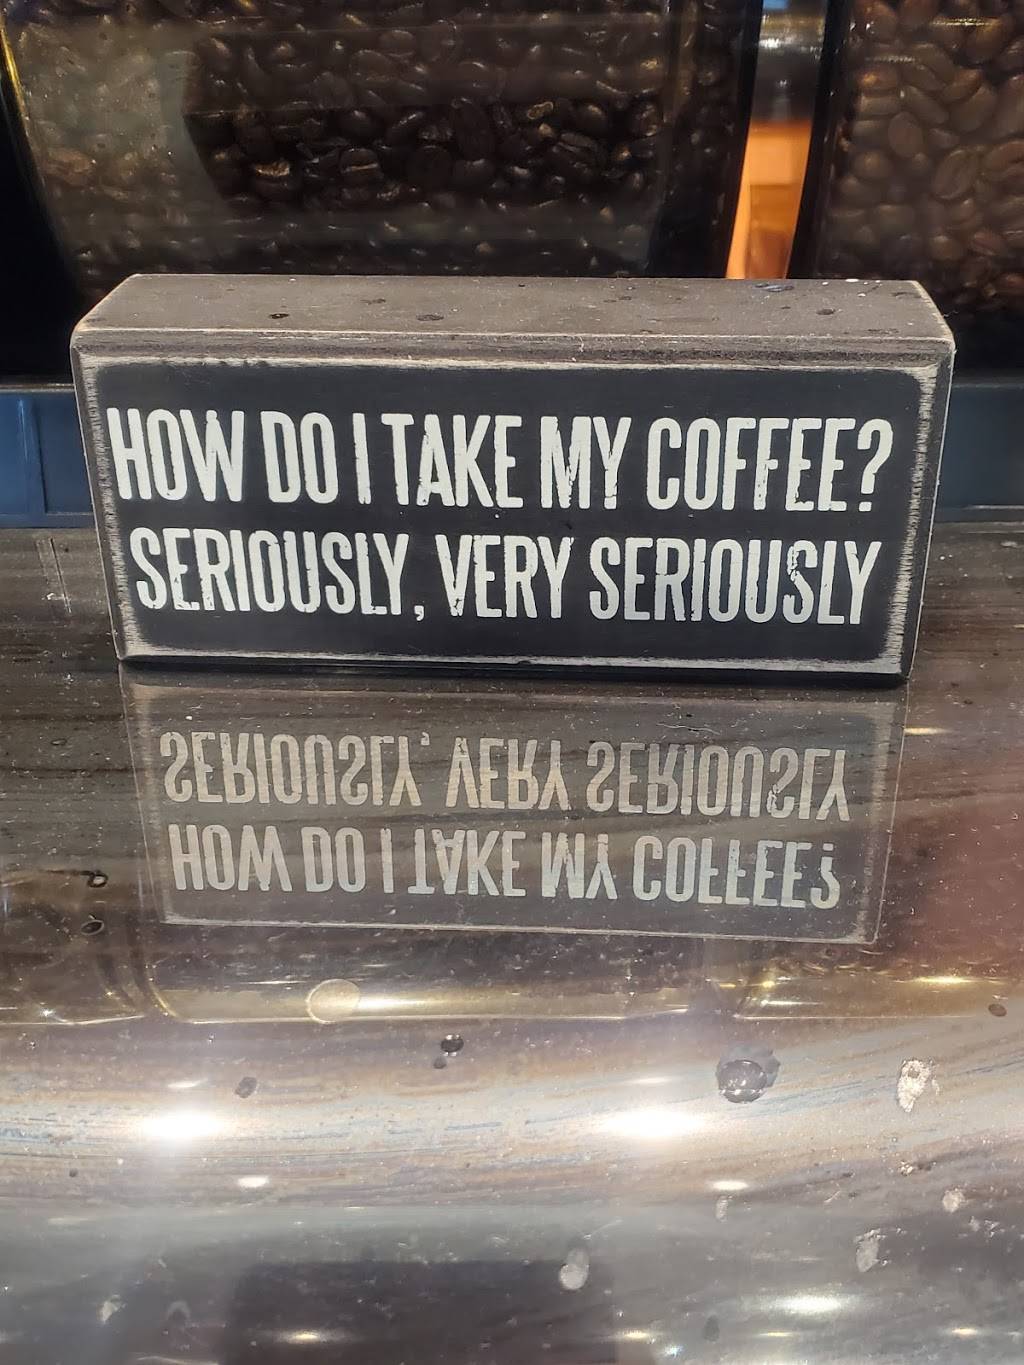 HOW DO I TAKE MY COFFEE?
SERIOUSLY, VERY SERIOUSLY